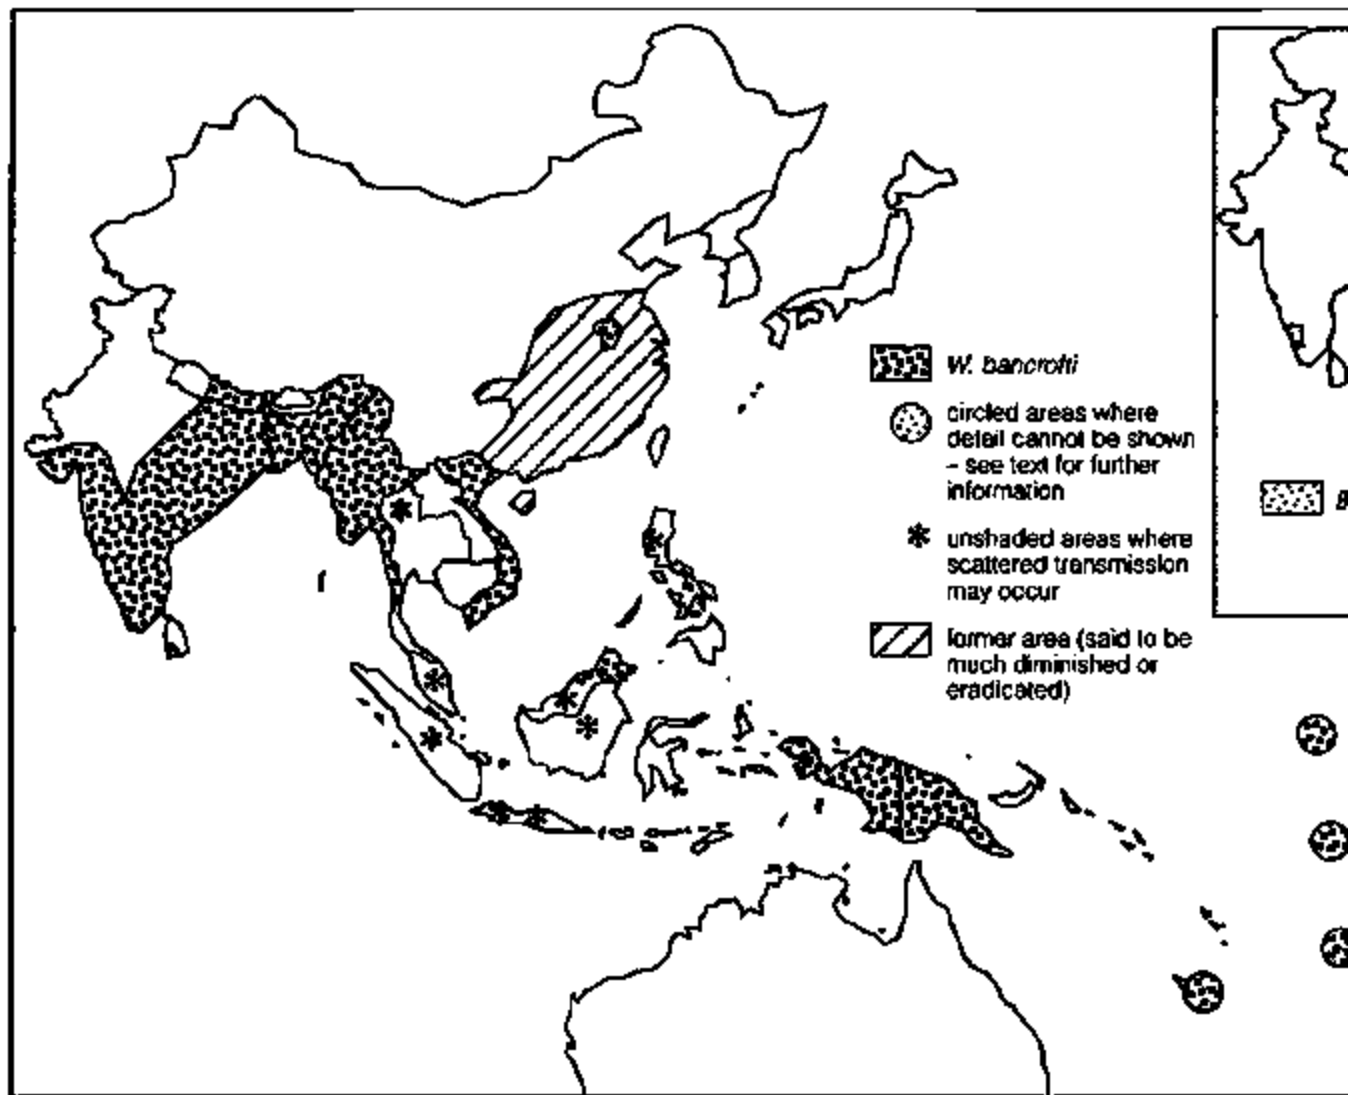 W. bancrofti
circled areas where
detail cannot be shown
– see text for further
information
unshaded areas where
scattered transmission
may occur
former area (said to be
much diminished or
eradicated)